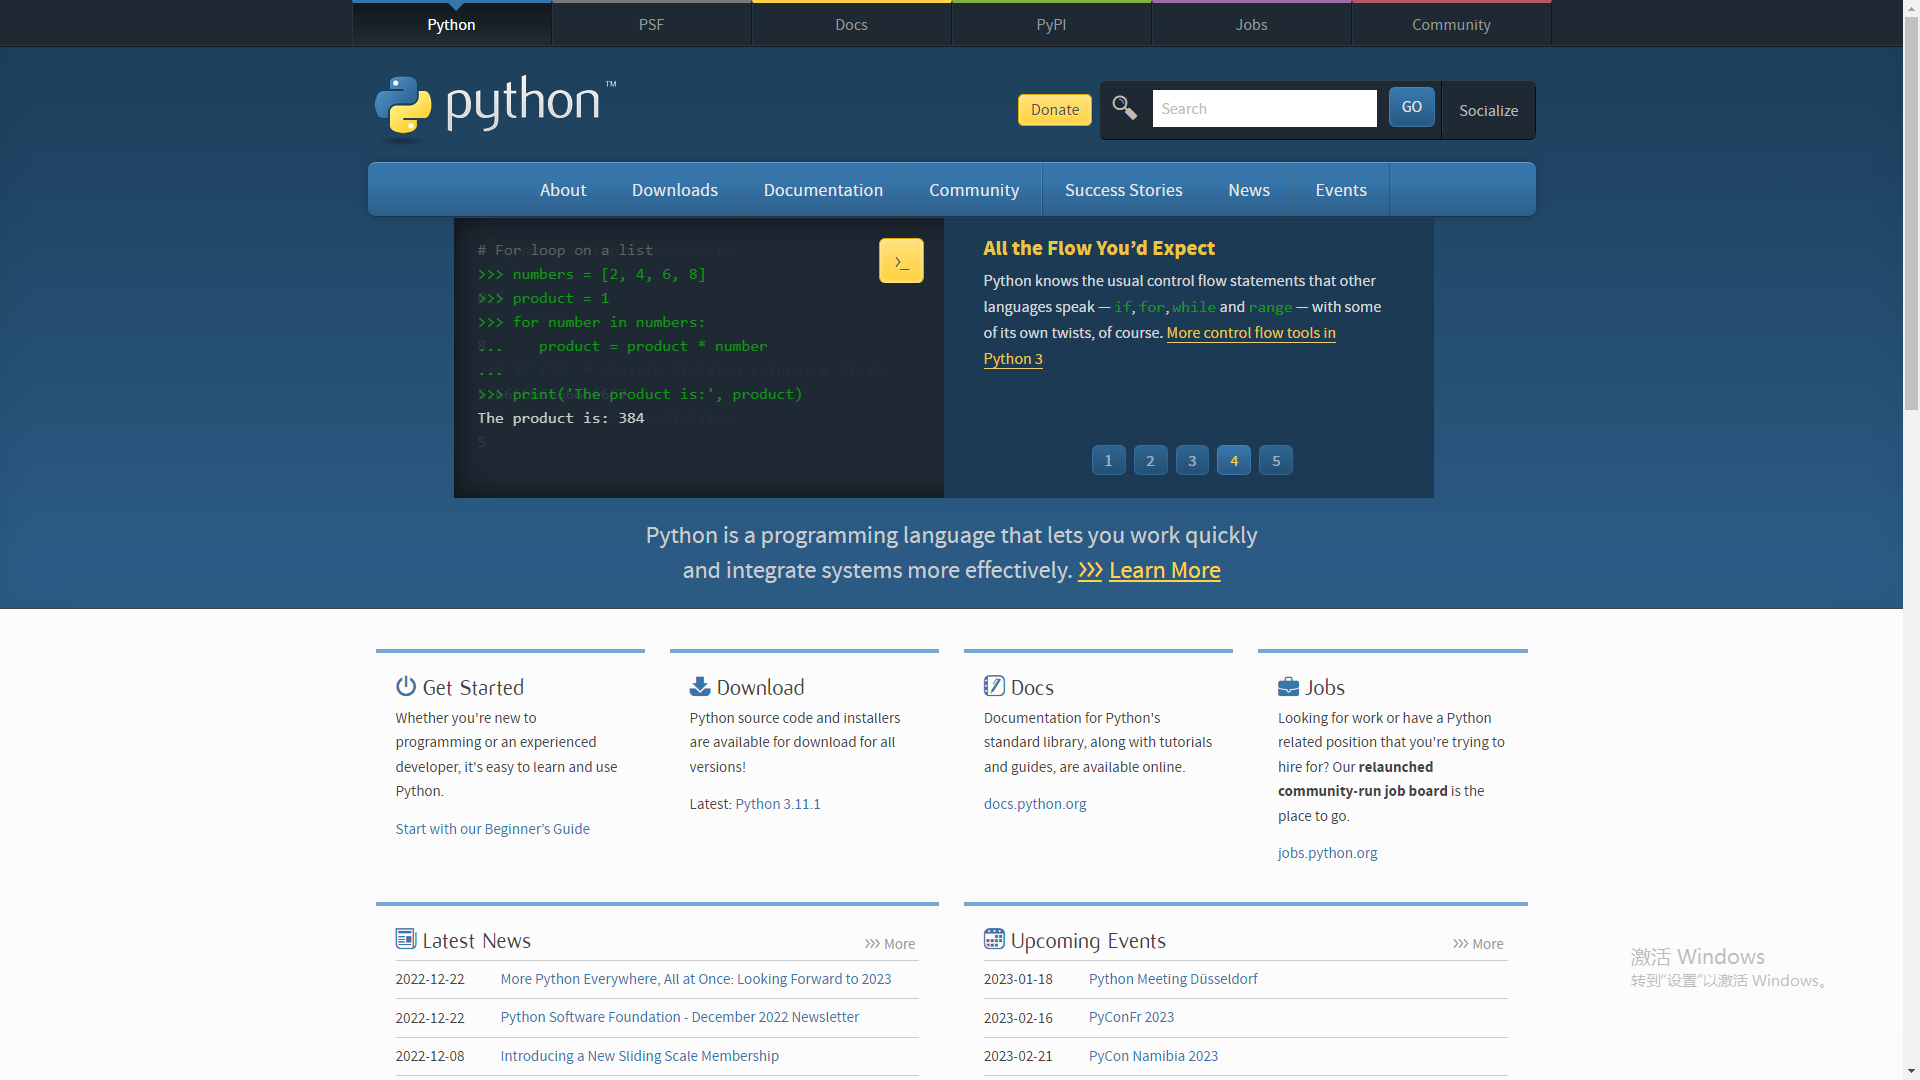 Python
PSF
Docs
PyPI
Jobs
Community
python™
Donate
Search
GO
Socialize
About
Downloads
Documentation
Community
Success Stories
News
Events
# For loop on a list
>>> numbers = [2, 4, 6, 8]
>>> product = 1
>>> for number in numbers:
...    product = product * number
...
>>> print('The product is:', product)
The product is: 384
5
>_
All the Flow You’d Expect
Python knows the usual control flow statements that other
languages speak — if, for, while and range — with some
of its own twists, of course. More control flow tools in
Python 3
1
2
3
4
5
Python is a programming language that lets you work quickly
and integrate systems more effectively. >>> Learn More
Get Started
Whether you're new to
programming or an experienced
developer, it's easy to learn and use
Python.
Start with our Beginner’s Guide
Download
Python source code and installers
are available for download for all
versions!
Latest: Python 3.11.1
Docs
Documentation for Python's
standard library, along with tutorials
and guides, are available online.
docs.python.org
Jobs
Looking for work or have a Python
related position that you're trying to
hire for? Our relaunched
community-run job board is the
place to go.
jobs.python.org
Latest News
>>> More
2022-12-22 More Python Everywhere, All at Once: Looking Forward to 2023
2022-12-22 Python Software Foundation - December 2022 Newsletter
2022-12-08 Introducing a New Sliding Scale Membership
Upcoming Events
>>> More
2023-01-18 Python Meeting Düsseldorf
2023-02-16 PyConFr 2023
2023-02-21 PyCon Namibia 2023
激活 Windows
转到“设置”以激活 Windows。